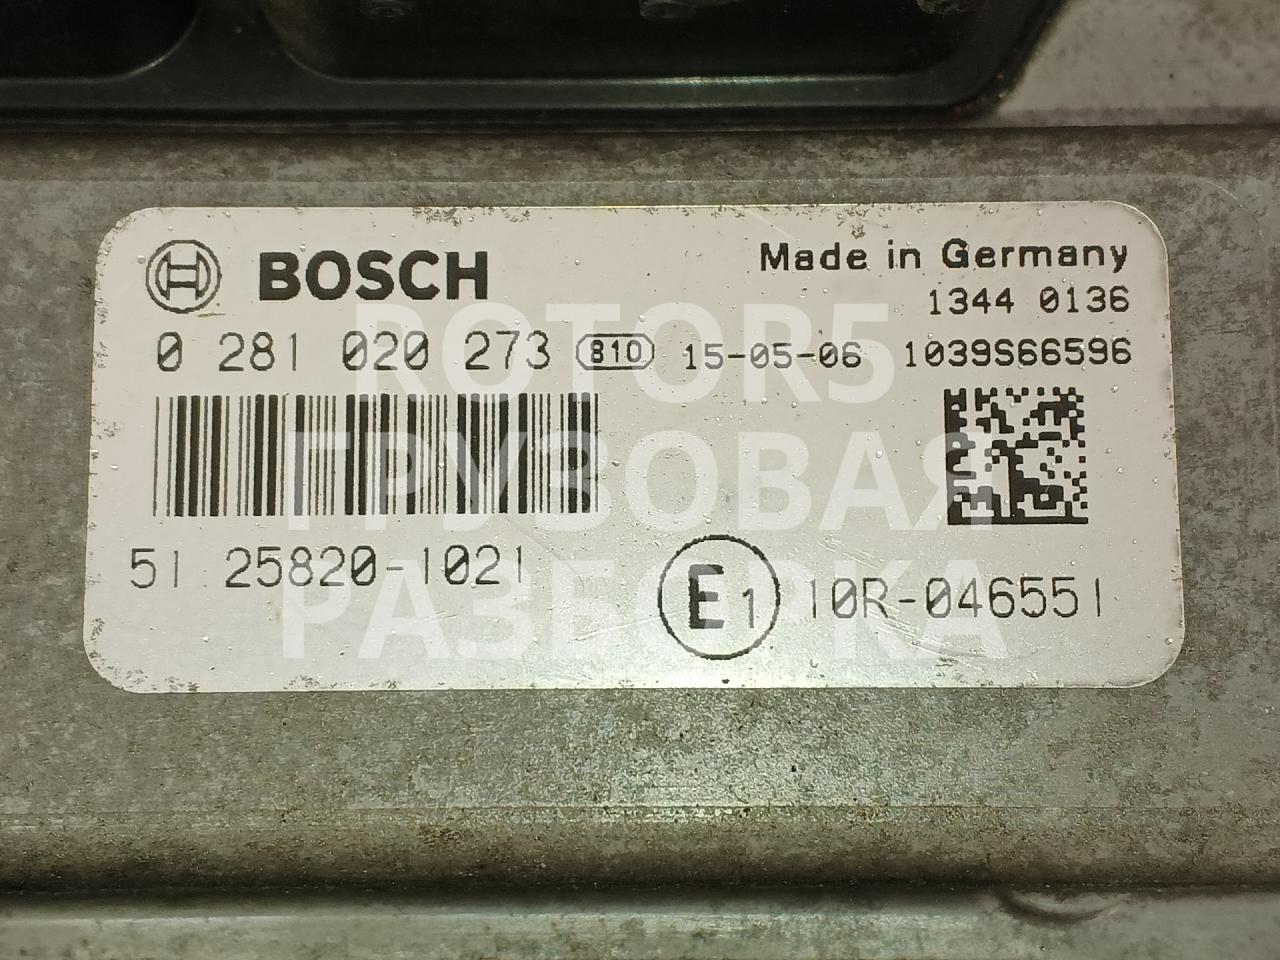 BOSCH
Made in Germany
1344 0136
0 281 020 273 810 15-05-06 1039S66596
51 25820-1021
E1 10R-046551
ROTOR5
ГРУЗОВАЯ
РАЗБОРКА